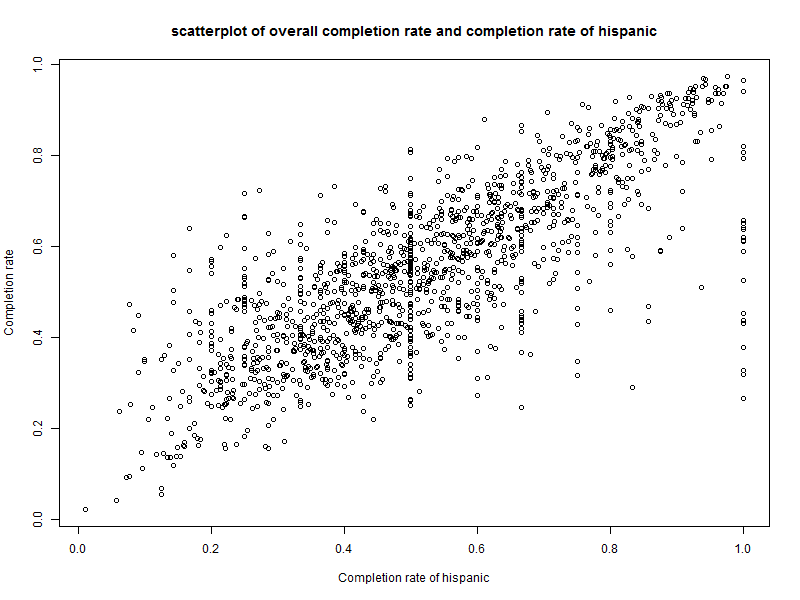 scatterplot of overall completion rate and completion rate of hispanic
Completion rate
1.0
0.8
0.6
0.4
0.2
0.0
0.0 0.2 0.4 0.6 0.8 1.0
Completion rate of hispanic